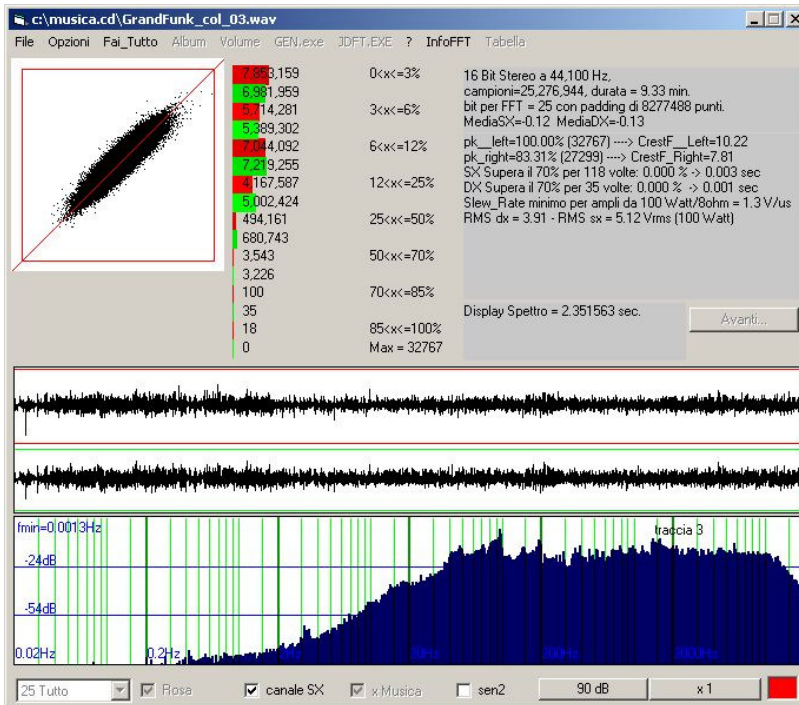 c:\musica.cd\GrandFunk_col_03.wav
File Opzioni Fai_Tutto Album Volume GEN.exe JDFT.EXE ? InfoFFT Tabella
7,853,159 0<x<=3%
6,981,959
5,714,281 3<x<=6%
5,389,302
7,044,092 6<x<=12%
7,219,255
4,167,587 12<x<=25%
5,002,424
494,161 25<x<=50%
680,743
3,543 50<x<=70%
3,226
100 70<x<=85%
35
18 85<x<=100%
0 Max = 32767
16 Bit Stereo a 44,100 Hz,
campioni=25,276,944, durata = 9.33 min.
bit per FFT = 25 con padding di 8277488 punti.
MediaSX=-0.12 MediaDX=-0.13
pk__left=100.00% (32767) ----> CrestF__Left=10.22
pk_right=83.31% (27299) ----> CrestF_Right=7.81
SX Supera il 70% per 118 volte: 0.000 % -> 0.003 sec
DX Supera il 70% per 35 volte: 0.000 % -> 0.001 sec
Slew_Rate minimo per ampli da 100 Watt/8ohm = 1.3 V/us
RMS dx = 3.91 - RMS sx = 5.12 Vrms (100 Watt)
Display Spettro = 2.351563 sec.
Avanti...
fmin=0.0013Hz
traccia 3
-24dB
-54dB
0.02Hz 0.2Hz 2Hz 20Hz 200Hz 2000Hz
25 Tutto Rosa canale SX x Musica sen2 90 dB x 1